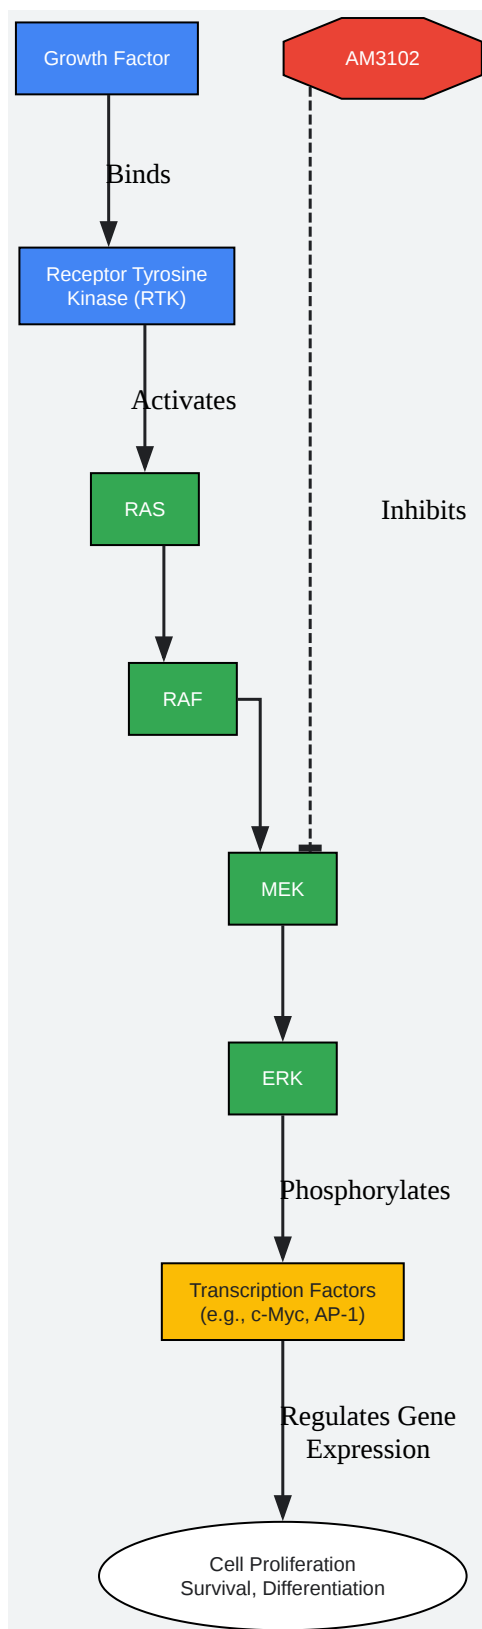 Growth Factor
AM3102
Binds
Receptor Tyrosine
Kinase (RTK)
Activates
RAS
Inhibits
RAF
MEK
ERK
Phosphorylates
Transcription Factors
(e.g., c-Myc, AP-1)
Regulates Gene
Expression
Cell Proliferation
Survival, Differentiation